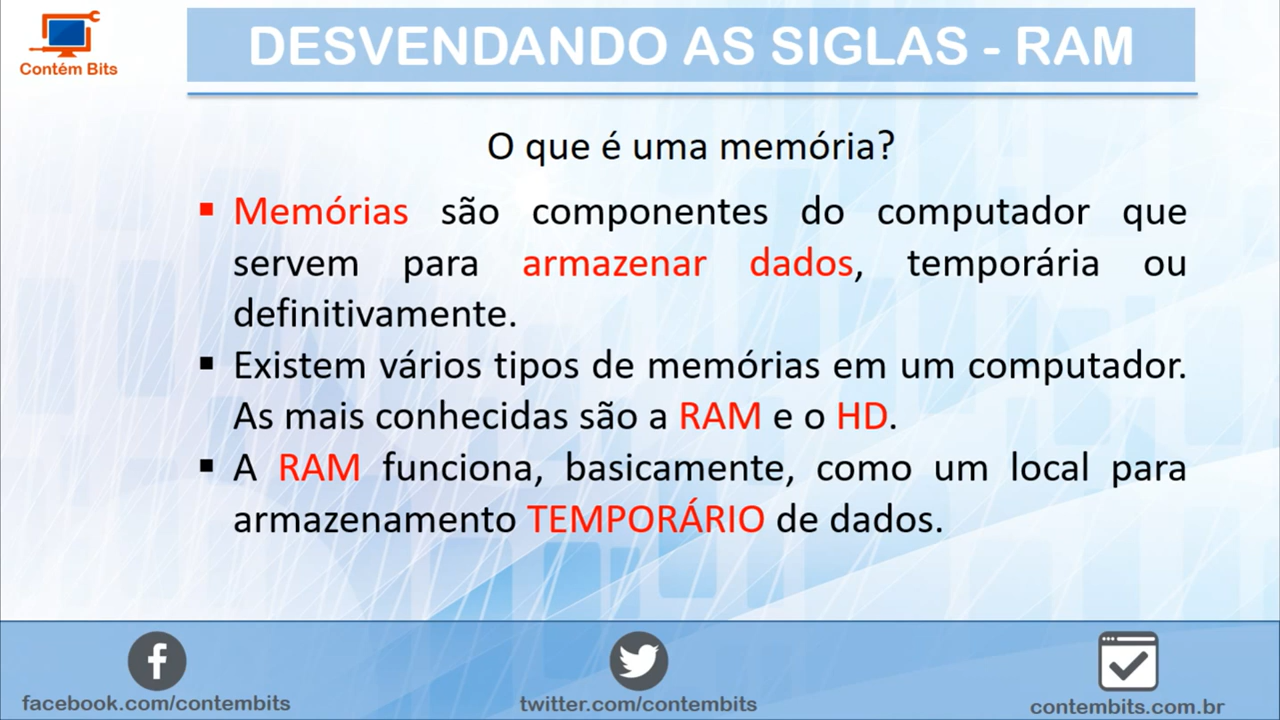 Contém Bits
DESVENDANDO AS SIGLAS - RAM
O que é uma memória?
▪ Memórias são componentes do computador que
servem para armazenar dados, temporária ou
definitivamente.
▪ Existem vários tipos de memórias em um computador.
As mais conhecidas são a RAM e o HD.
▪ A RAM funciona, basicamente, como um local para
armazenamento TEMPORÁRIO de dados.
facebook.com/contembits
twitter.com/contembits
contembits.com.br